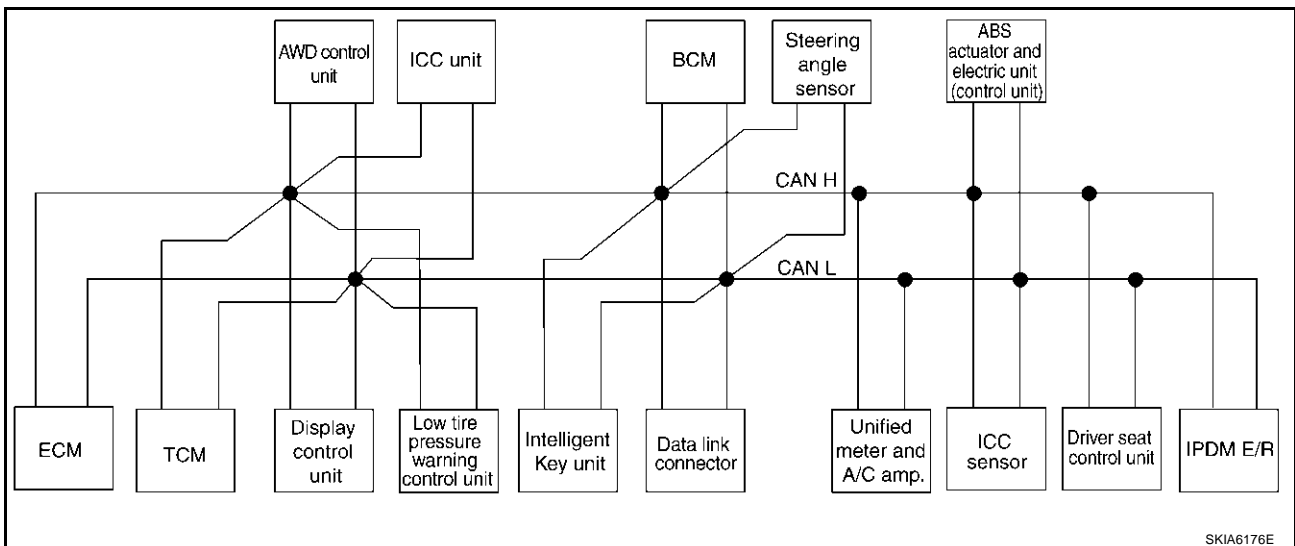 AWD control
unit
ICC unit
BCM
Steering
angle
sensor
ABS
actuator and
electric unit
(control unit)
CAN H
CAN L
ECM
TCM
Display
control
unit
Low tire
pressure
warning
control unit
Intelligent
Key unit
Data link
connector
Unified
meter and
A/C amp.
ICC
sensor
Driver seat
control unit
IPDM E/R
SKIA6176E